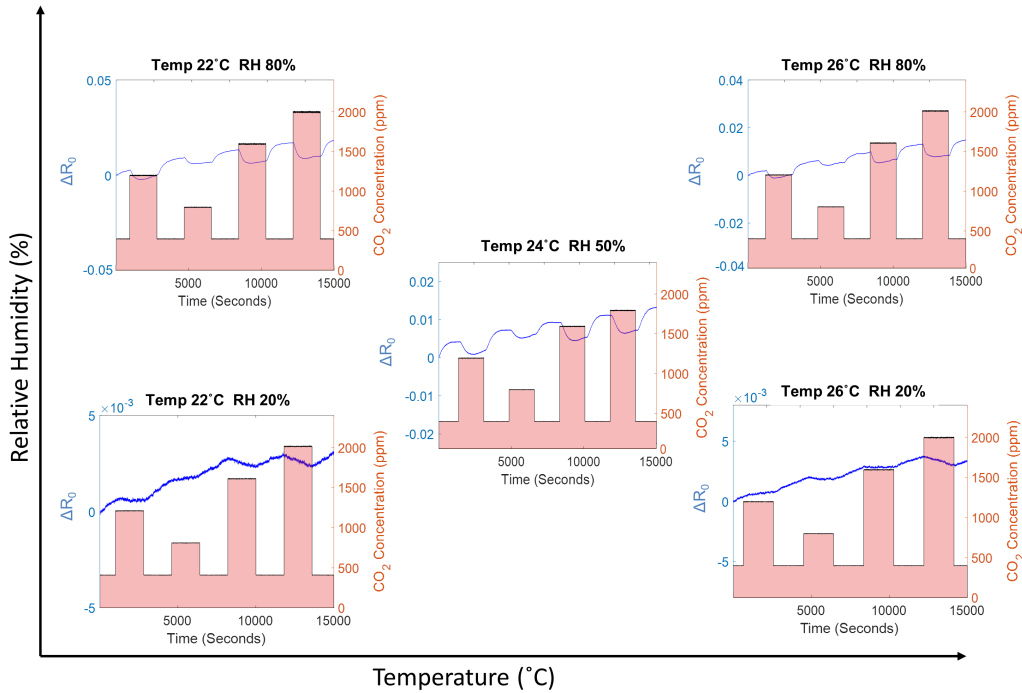 Relative Humidity (%)
Temperature (˚C)
Temp 22˚C RH 80%
0.05
0
-0.05
ΔR0
2000
1500
1000
500
0
CO2 Concentration (ppm)
5000 10000 15000
Time (Seconds)
Temp 26˚C RH 80%
0.04
0.02
0
-0.02
-0.04
ΔR0
2000
1500
1000
500
0
CO2 Concentration (ppm)
5000 10000 15000
Time (Seconds)
Temp 24˚C RH 50%
0.02
0.01
0
-0.01
-0.02
ΔR0
2000
1500
1000
500
0
CO2 Concentration (ppm)
5000 10000 15000
Time (Seconds)
Temp 22˚C RH 20%
×10-3
5
0
-5
ΔR0
2000
1500
1000
500
0
CO2 Concentration (ppm)
5000 10000 15000
Time (Seconds)
Temp 26˚C RH 20%
×10-3
5
0
-5
ΔR0
2000
1500
1000
500
0
CO2 Concentration (ppm)
5000 10000 15000
Time (Seconds)